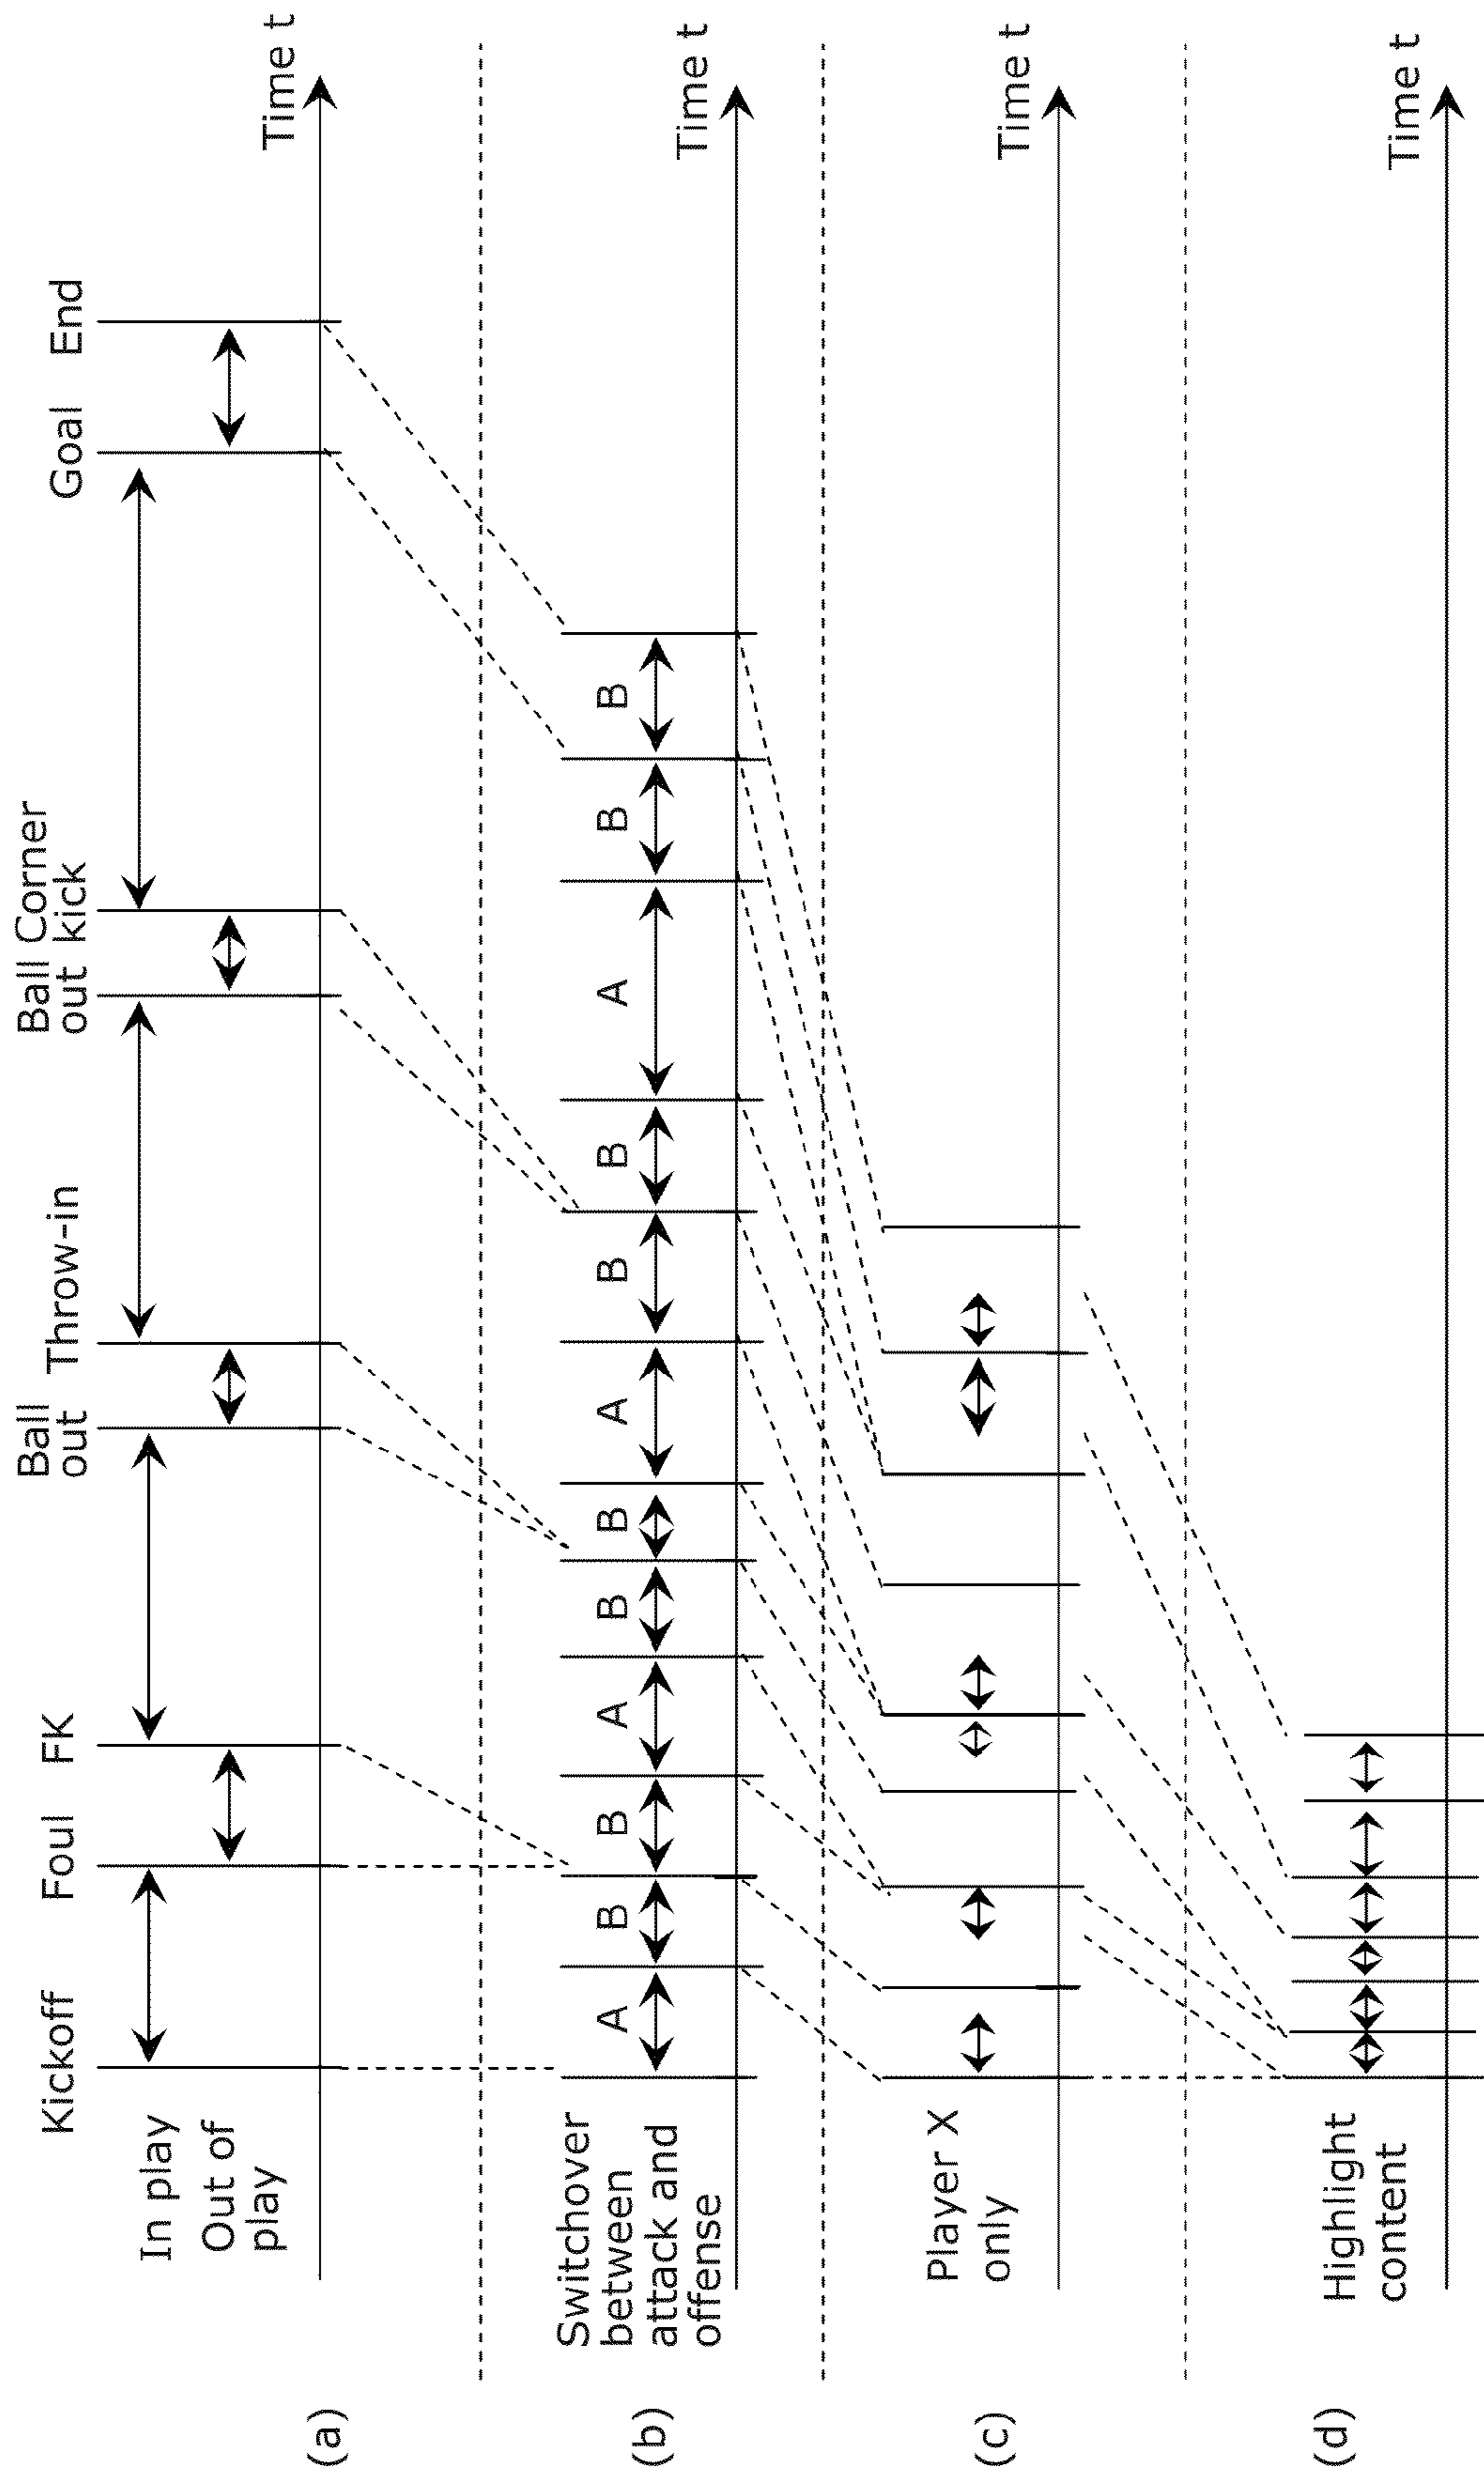 Kickoff
Foul
FK
Ball
out
Throw-in
Ball
out
Corner
kick
Goal
End
In play
Out of
play
Time t
(a)
Switchover
between
attack and
offense
A
B
B
A
B
B
A
B
B
A
B
B
Time t
(b)
Player X
only
Time t
(c)
Highlight
content
Time t
(d)